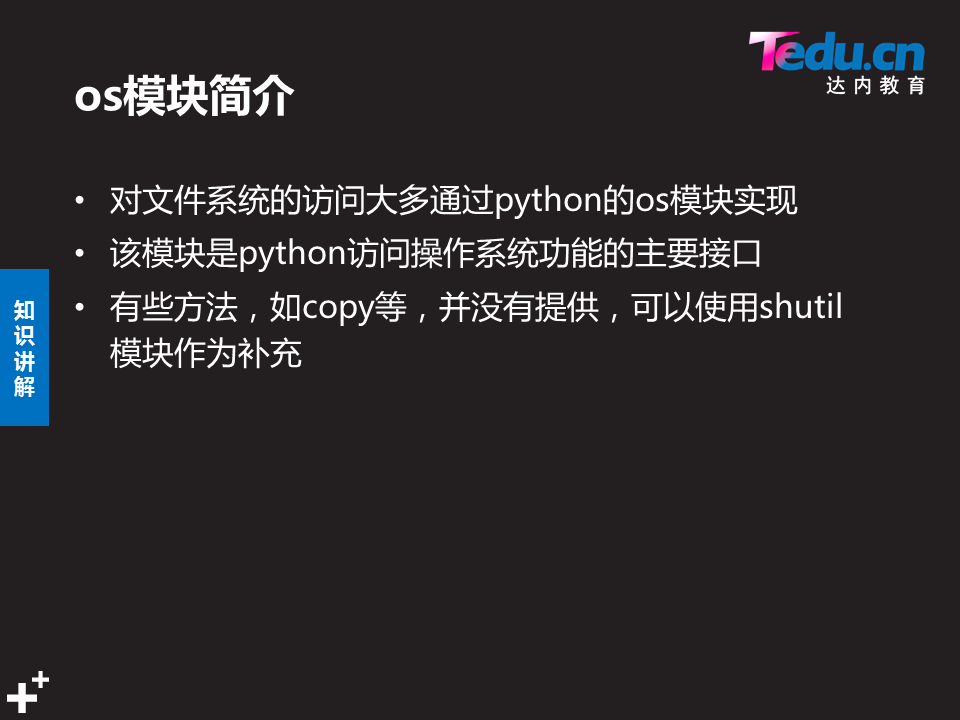 Tedu.cn
达内教育
os模块简介
• 对文件系统的访问大多通过python的os模块实现
• 该模块是python访问操作系统功能的主要接口
• 有些方法，如copy等，并没有提供，可以使用shutil
模块作为补充
知
识
讲
解